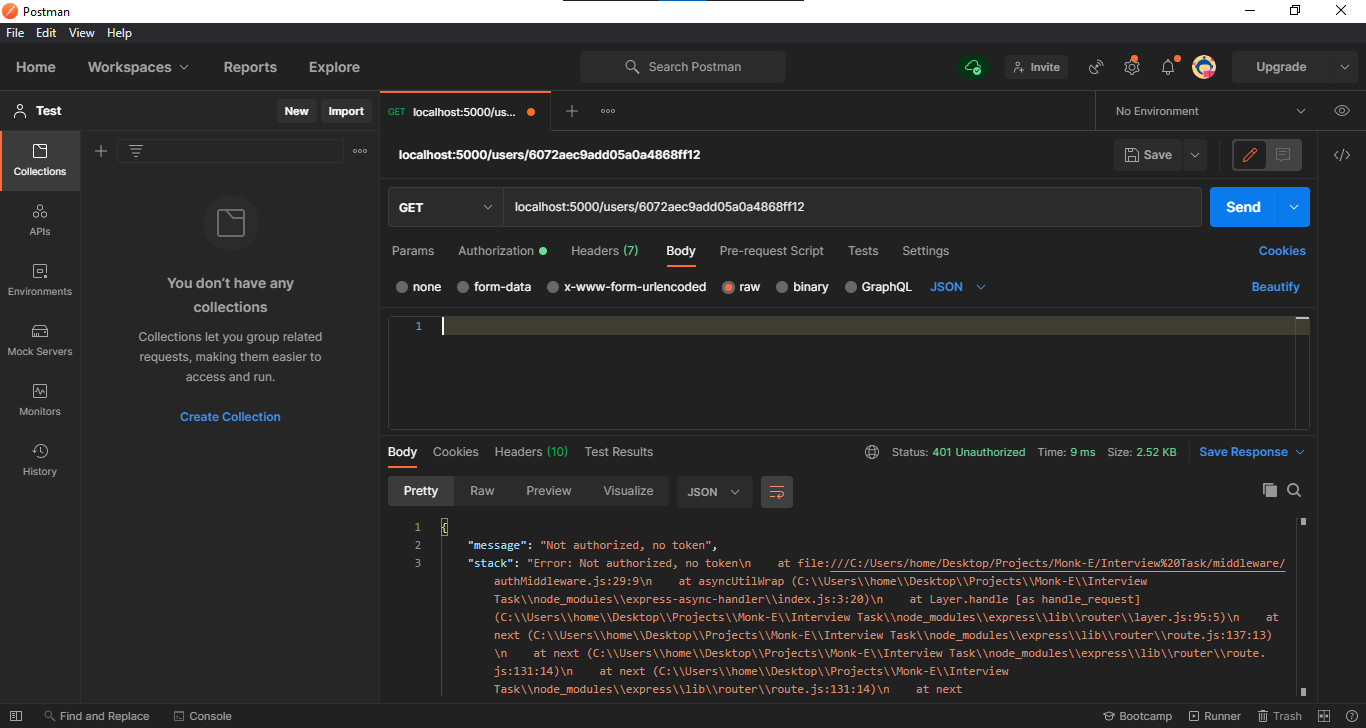 Postman
File Edit View Help
Home Workspaces Reports Explore Search Postman Invite Upgrade
Test New Import GET localhost:5000/us... No Environment
Collections
localhost:5000/users/6072aec9add05a0a4868ff12 Save
GET localhost:5000/users/6072aec9add05a0a4868ff12 Send
APIs
Params Authorization Headers (7) Body Pre-request Script Tests Settings Cookies
You don't have any
collections
Environments
none form-data x-www-form-urlencoded raw binary GraphQL JSON Beautify
1
Collections let you group related
requests, making them easier to
access and run.
Mock Servers
Create Collection
Monitors
Body Cookies Headers (10) Test Results Status: 401 Unauthorized Time: 9 ms Size: 2.52 KB Save Response
History
Pretty Raw Preview Visualize JSON
1 {
2 "message": "Not authorized, no token",
3 "stack": "Error: Not authorized, no token\n    at file:///C:/Users/home/Desktop/Projects/Monk-E/Interview%20Task/middleware/
authMiddleware.js:29:9\n    at asyncUtilWrap (C:\\Users\\home\\Desktop\\Projects\\Monk-E\\Interview
Task\\node_modules\\express-async-handler\\index.js:3:20)\n    at Layer.handle [as handle_request]
(C:\\Users\\home\\Desktop\\Projects\\Monk-E\\Interview Task\\node_modules\\express\\lib\\router\\layer.js:95:5)\n    at
next (C:\\Users\\home\\Desktop\\Projects\\Monk-E\\Interview Task\\node_modules\\express\\lib\\router\\route.js:137:13)
\n    at next (C:\\Users\\home\\Desktop\\Projects\\Monk-E\\Interview Task\\node_modules\\express\\lib\\router\\route.
js:131:14)\n    at next (C:\\Users\\home\\Desktop\\Projects\\Monk-E\\Interview
Task\\node_modules\\express\\lib\\router\\route.js:131:14)\n    at next
Find and Replace Console Bootcamp Runner Trash